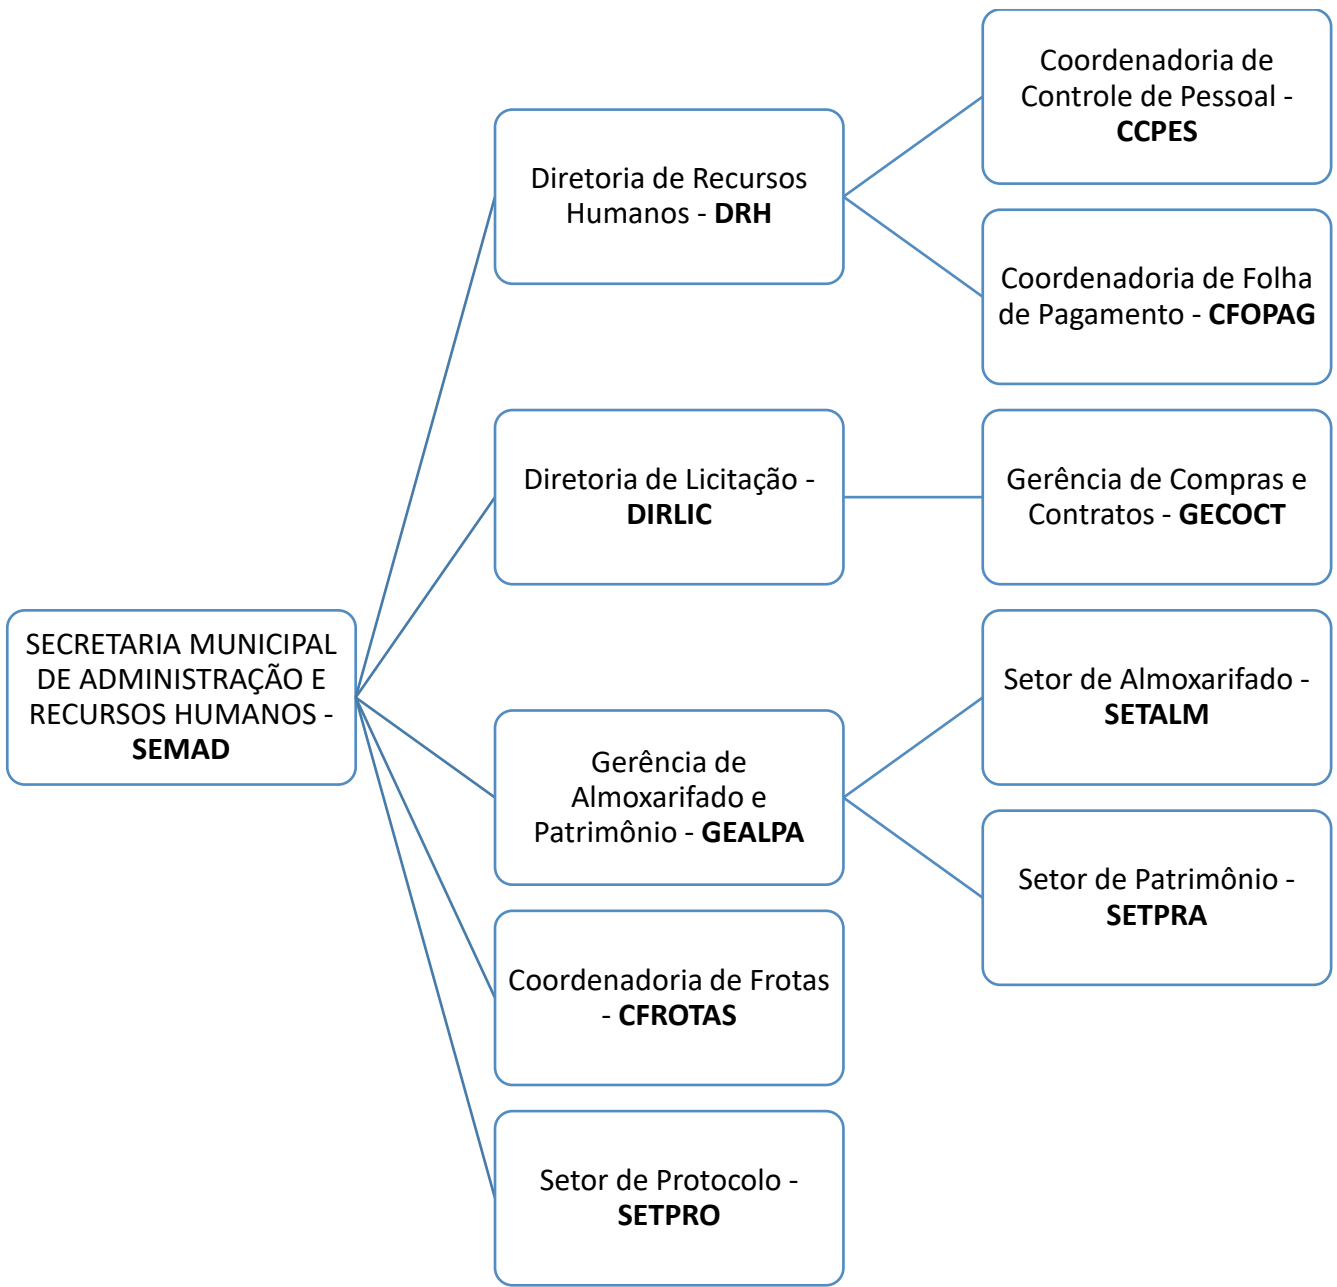 SECRETARIA MUNICIPAL
DE ADMINISTRAÇÃO E
RECURSOS HUMANOS -
SEMAD
Diretoria de Recursos
Humanos - DRH
Coordenadoria de
Controle de Pessoal -
CCPES
Coordenadoria de Folha
de Pagamento - CFOPAG
Diretoria de Licitação -
DIRLIC
Gerência de Compras e
Contratos - GECOCT
Gerência de
Almoxarifado e
Patrimônio - GEALPA
Setor de Almoxarifado -
SETALM
Setor de Patrimônio -
SETPRA
Coordenadoria de Frotas
- CFROTAS
Setor de Protocolo -
SETPRO